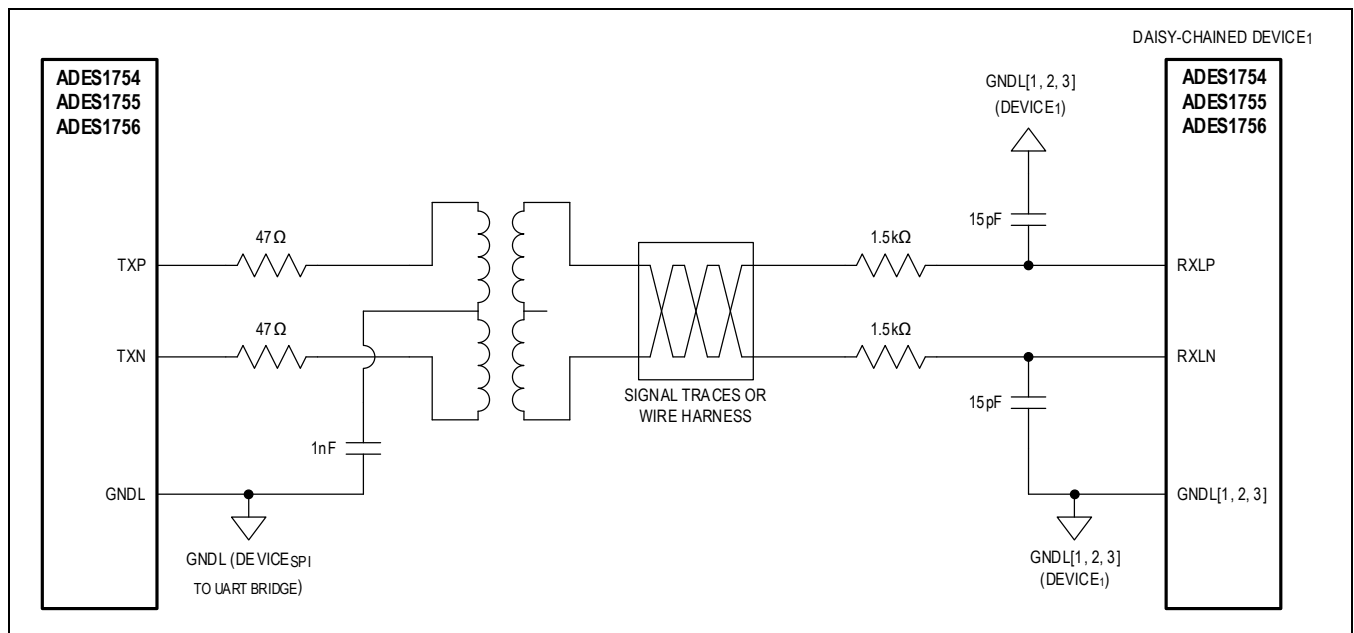 DAISY-CHAINED DEVICE1
ADES1754
ADES1755
ADES1756
GNDL[1, 2, 3]
(DEVICE1)
ADES1754
ADES1755
ADES1756
15pF
47Ω
1.5kΩ
TXP
RXLP
47Ω
1.5kΩ
TXN
RXLN
SIGNAL TRACES OR
WIRE HARNESS
15pF
1nF
GNDL
GNDL[1, 2, 3]
GNDL (DEVICESPI
TO UART BRIDGE)
GNDL[1, 2, 3]
(DEVICE1)